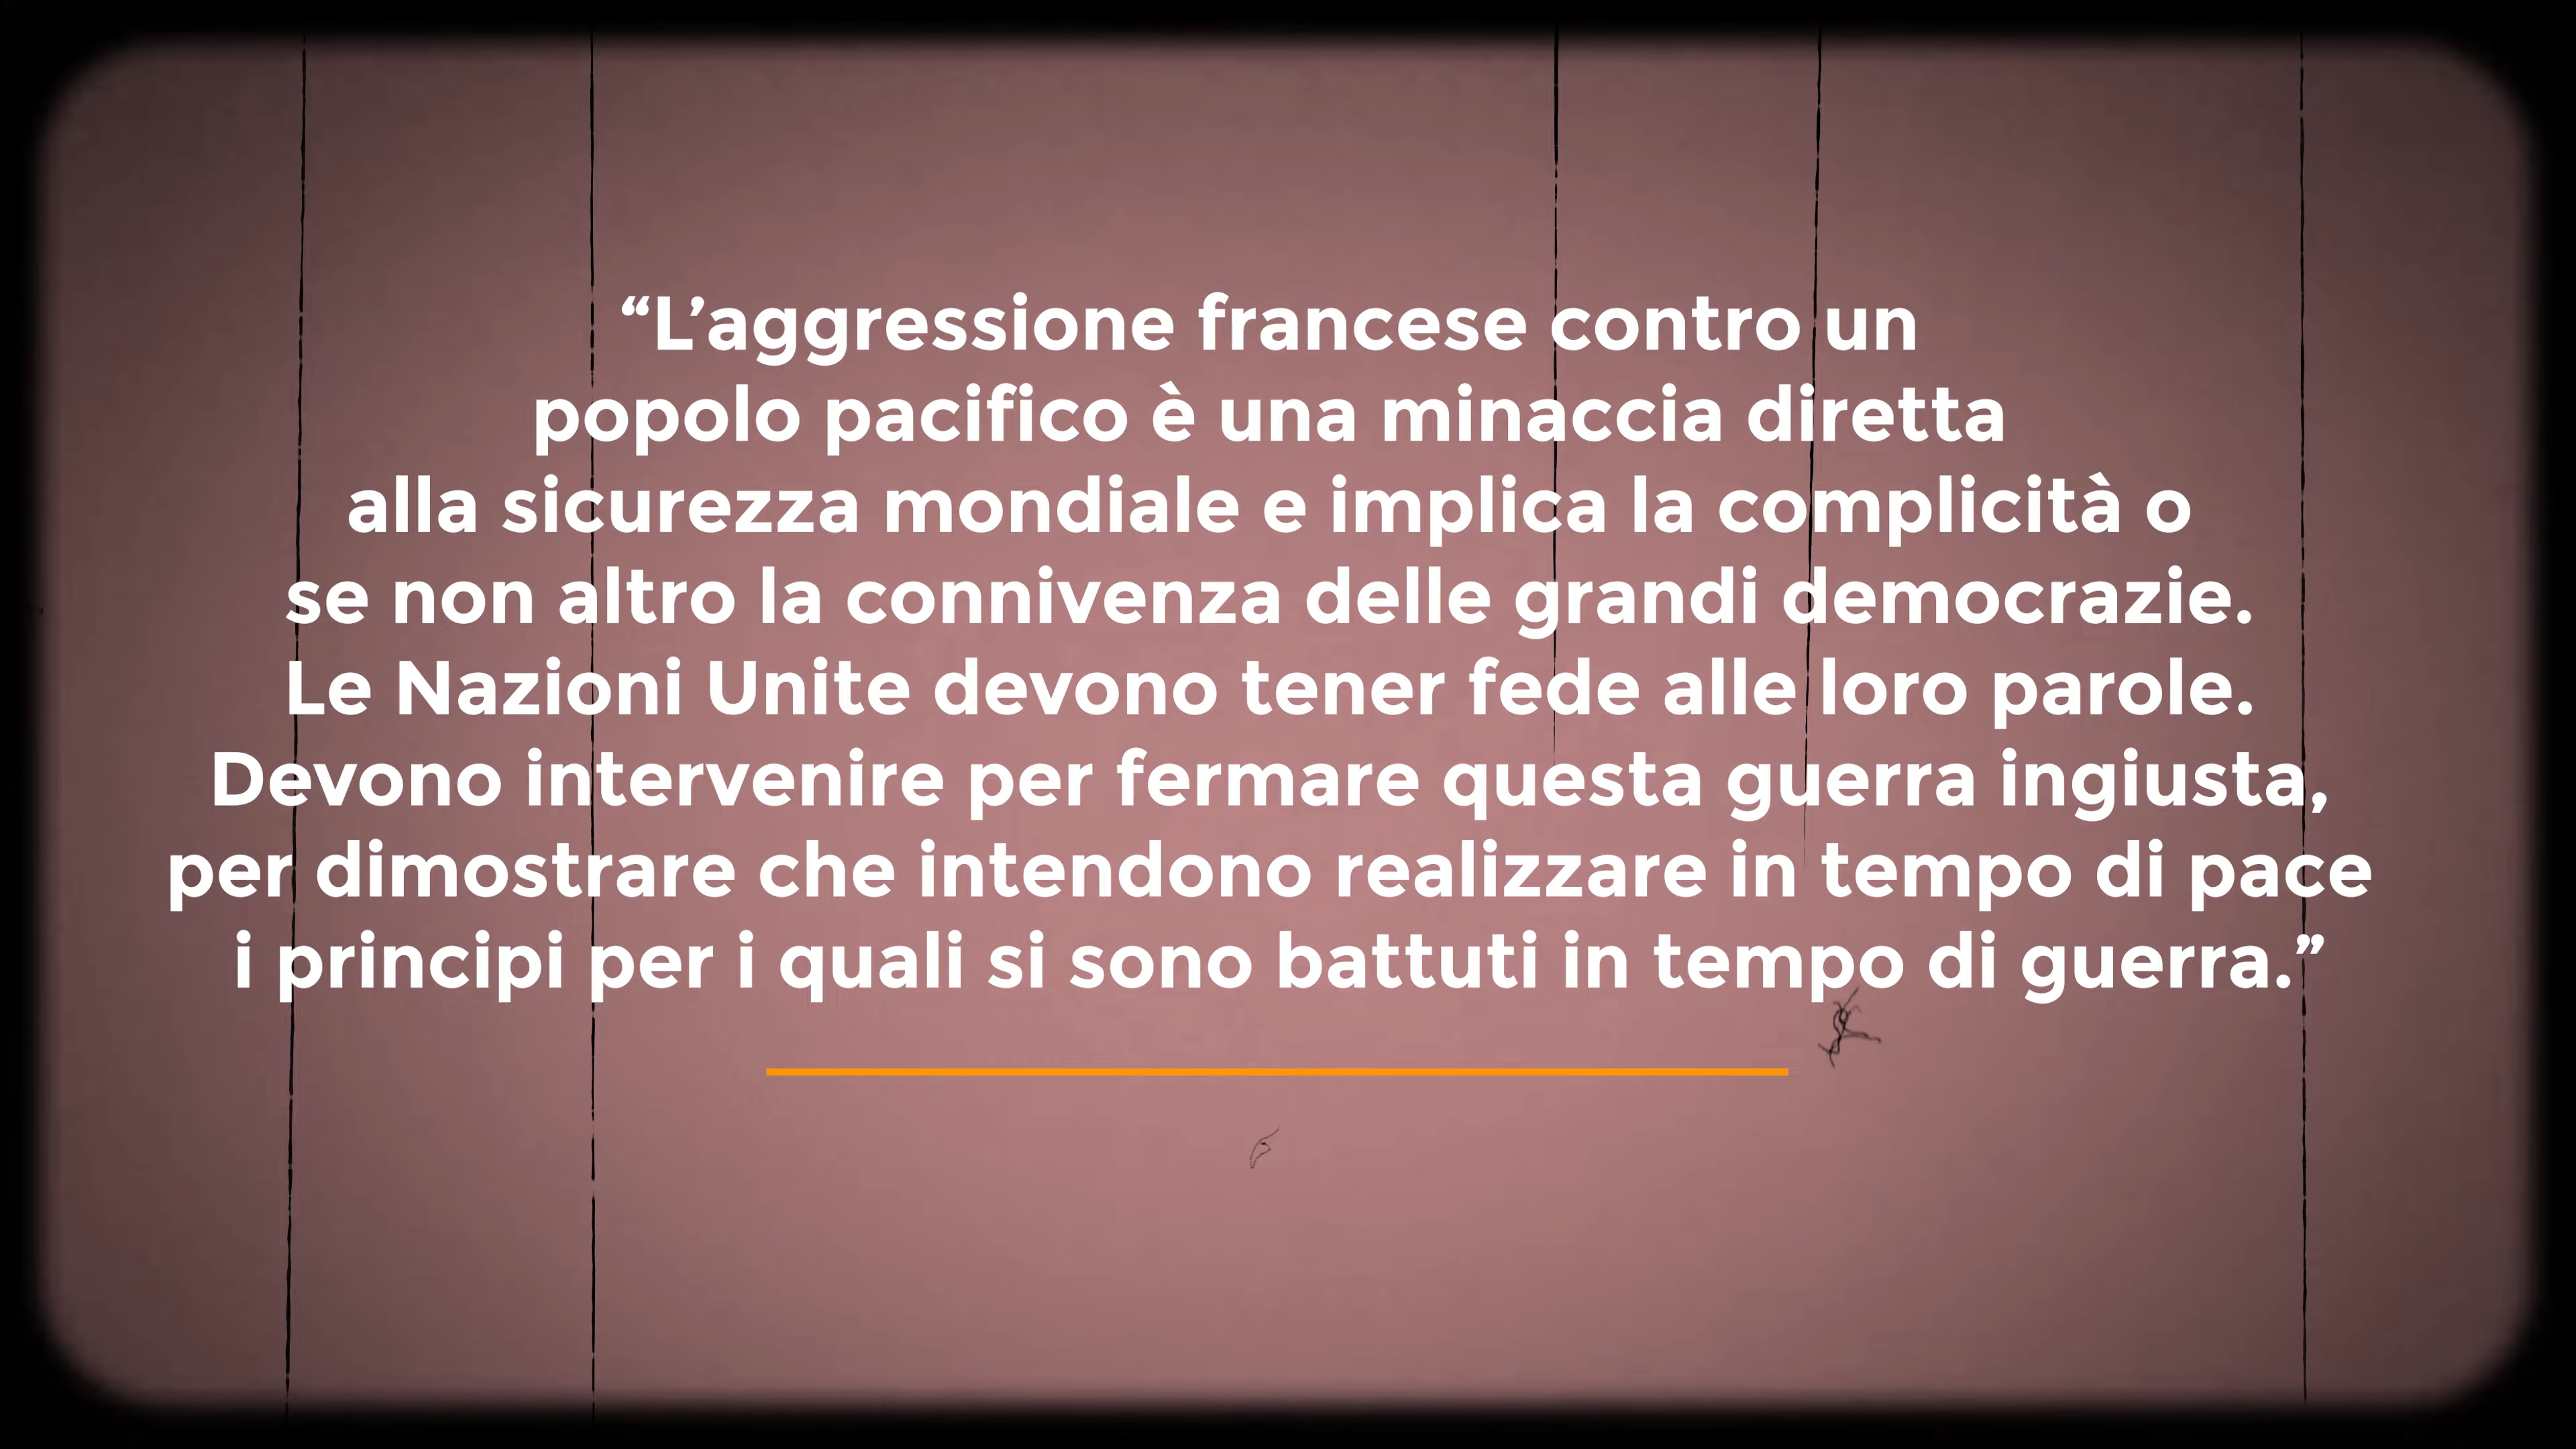 “L’aggressione francese contro un
popolo pacifico è una minaccia diretta
alla sicurezza mondiale e implica la complicità o
se non altro la connivenza delle grandi democrazie.
Le Nazioni Unite devono tener fede alle loro parole.
Devono intervenire per fermare questa guerra ingiusta,
per dimostrare che intendono realizzare in tempo di pace
i principi per i quali si sono battuti in tempo di guerra.”